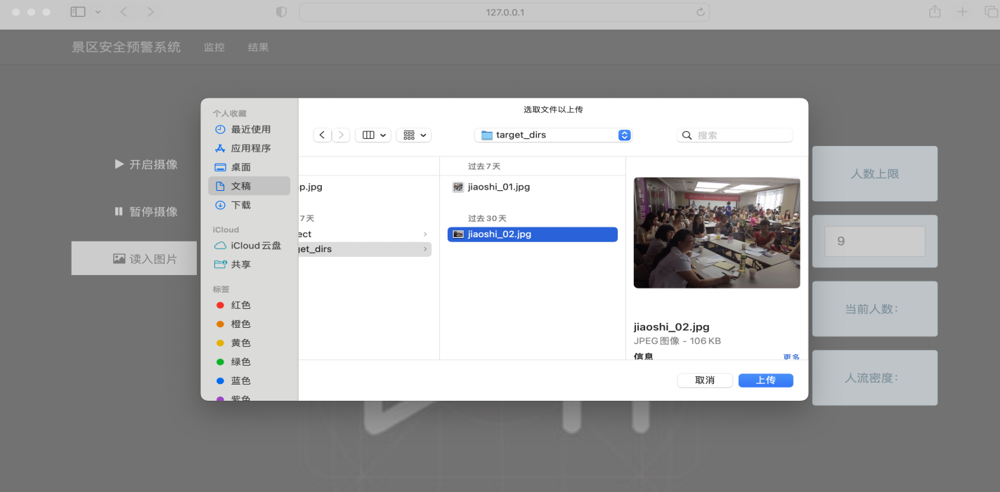 127.0.0.1
景区安全预警系统 监控 结果
开启摄像
暂停摄像
读入图片
选取文件以上传
target_dirs
搜索
个人收藏
最近使用
应用程序
桌面
文稿
下载
iCloud
iCloud云盘
共享
标签
红色
橙色
黄色
绿色
蓝色
紫色
p.jpg
7天
ect
get_dirs
过去7天
jiaoshi_01.jpg
过去30天
jiaoshi_02.jpg
jiaoshi_02.jpg
JPEG图像 - 106 KB
信息 更多
取消 上传
人数上限
9
当前人数:
人流密度: